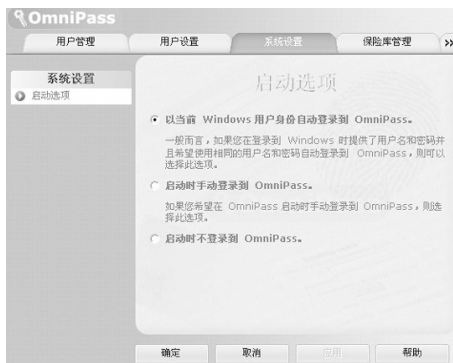 OmniPass
用户管理
用户设置
系统设置
保险库管理
系统设置
启动选项
启动选项
以当前 Windows 用户身份自动登录到 OmniPass。
一般而言，如果您在登录到 Windows 时提供了用户名和密码并
且希望使用相同的用户名和密码自动登录到 OmniPass，则可以
选择此选项。
启动时手动登录到 OmniPass。
如果您希望在 OmniPass 启动时手动登录到 OmniPass，则选
择此选项。
启动时不登录到 OmniPass。
确定
取消
应用
帮助